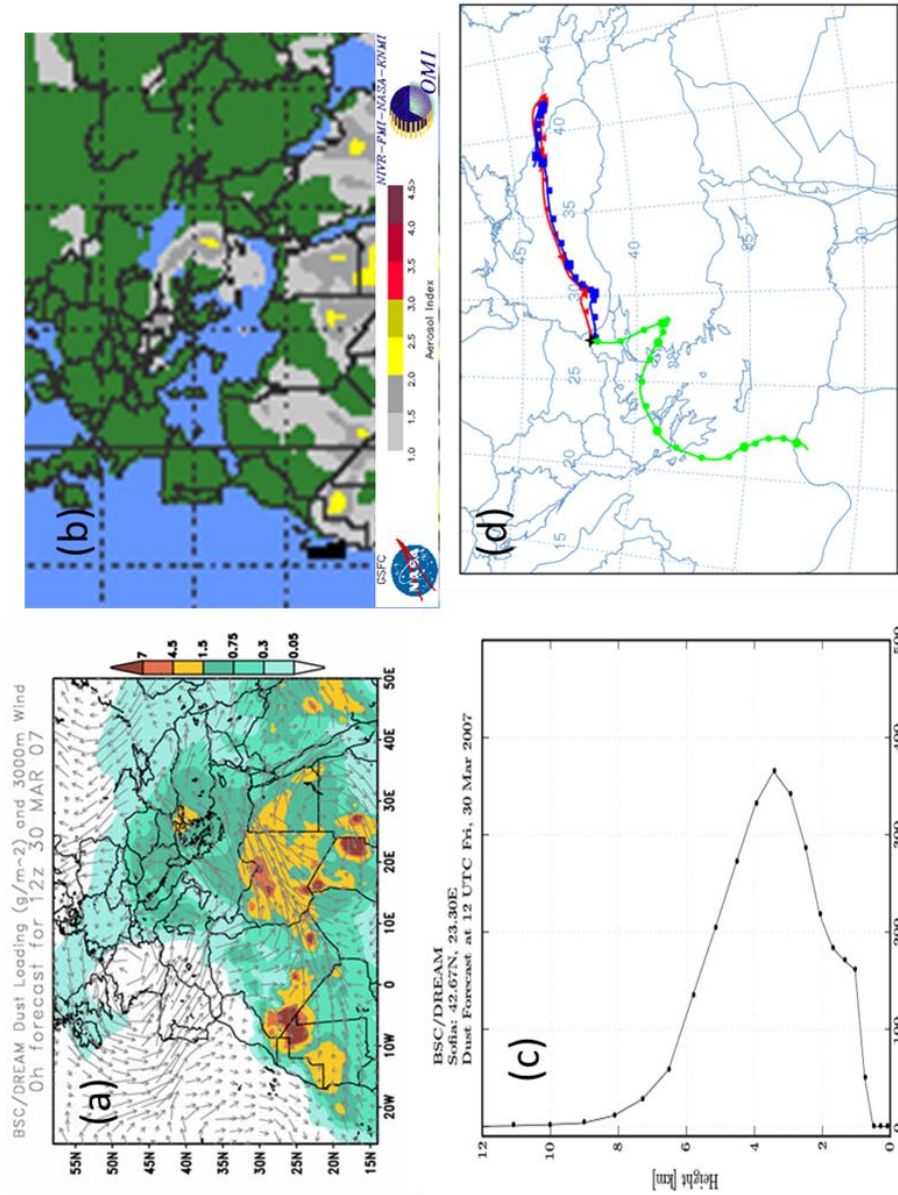 (a)
BSC/DREAM Dust Loading (g/m-2) and 3000m Wind
0h forecast for 12z 30 MAR 07
55N
50N
45N
40N
35N
30N
25N
20N
15N
20W
10W
0
10E
20E
30E
40E
50E
7
4.5
1.5
0.75
0.3
0.05
(b)
GSFC
NASA
1.0
1.5
2.0
2.5
3.0
3.5
4.0
4.5>
Aerosol Index
NIVR-FMI-NASA-KNMI
OMI
(c)
BSC/DREAM
Sofia: 42.67N, 23.30E
Dust Forecast at 12 UTC Fri, 30 Mar 2007
Height [km]
12
10
8
6
4
2
0
0
100
200
300
400
500
(d)
15
20
25
30
35
40
45
45
40
35
30